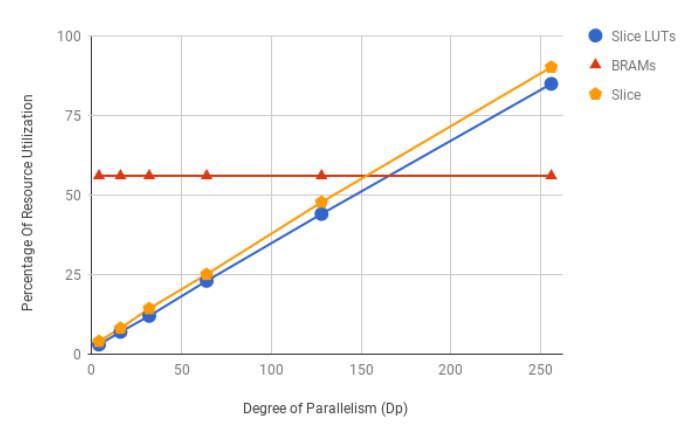 100
75
50
25
0
0
50
100
150
200
250
Percentage Of Resource Utilization
Degree of Parallelism (Dp)
Slice LUTs
BRAMs
Slice